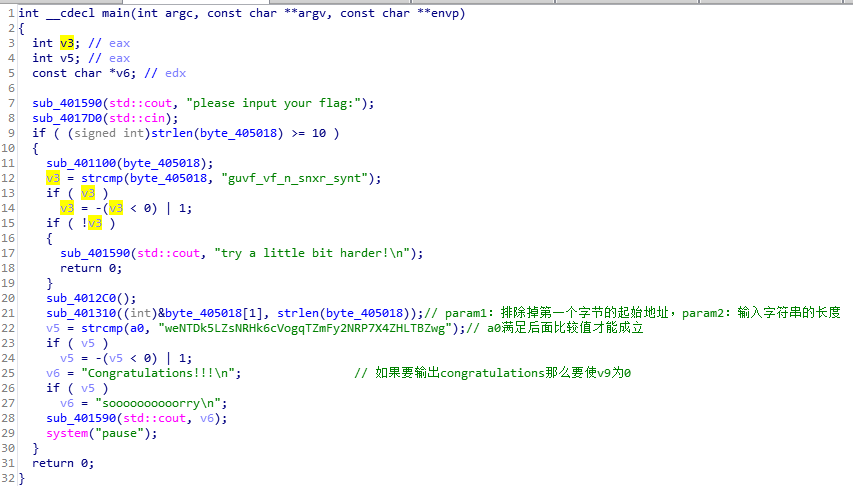 1 int __cdecl main(int argc, const char **argv, const char **envp)
2 {
3 int v3; // eax
4 int v5; // eax
5 const char *v6; // edx
6
7 sub_401590(std::cout, "please input your flag:");
8 sub_4017D0(std::cin);
9 if ( (signed int)strlen(byte_405018) >= 10 )
10 {
11 sub_401100(byte_405018);
12 v3 = strcmp(byte_405018, "guvf_vf_n_snxr_synt");
13 if ( v3 )
14 v3 = -(v3 < 0) | 1;
15 if ( !v3 )
16 {
17 sub_401590(std::cout, "try a little bit harder!\n");
18 return 0;
19 }
20 sub_4012C0();
21 sub_401310((int)&byte_405018[1], strlen(byte_405018));// param1: 排除掉第一个字节的起始地址，param2: 输入字符串的长度
22 v5 = strcmp(a0, "weNTDk5LZsNRHk6cVogqTZmFy2NRP7X4ZHLTBZwg");// a0满足后面比较值才能成立
23 if ( v5 )
24 v5 = -(v5 < 0) | 1;
25 v6 = "Congratulations!!!\n"; // 如果要输出congratulations那么要使v9为0
26 if ( v5 )
27 v6 = "soooooooooorry\n";
28 sub_401590(std::cout, v6);
29 system("pause");
30 }
31 return 0;
32 }